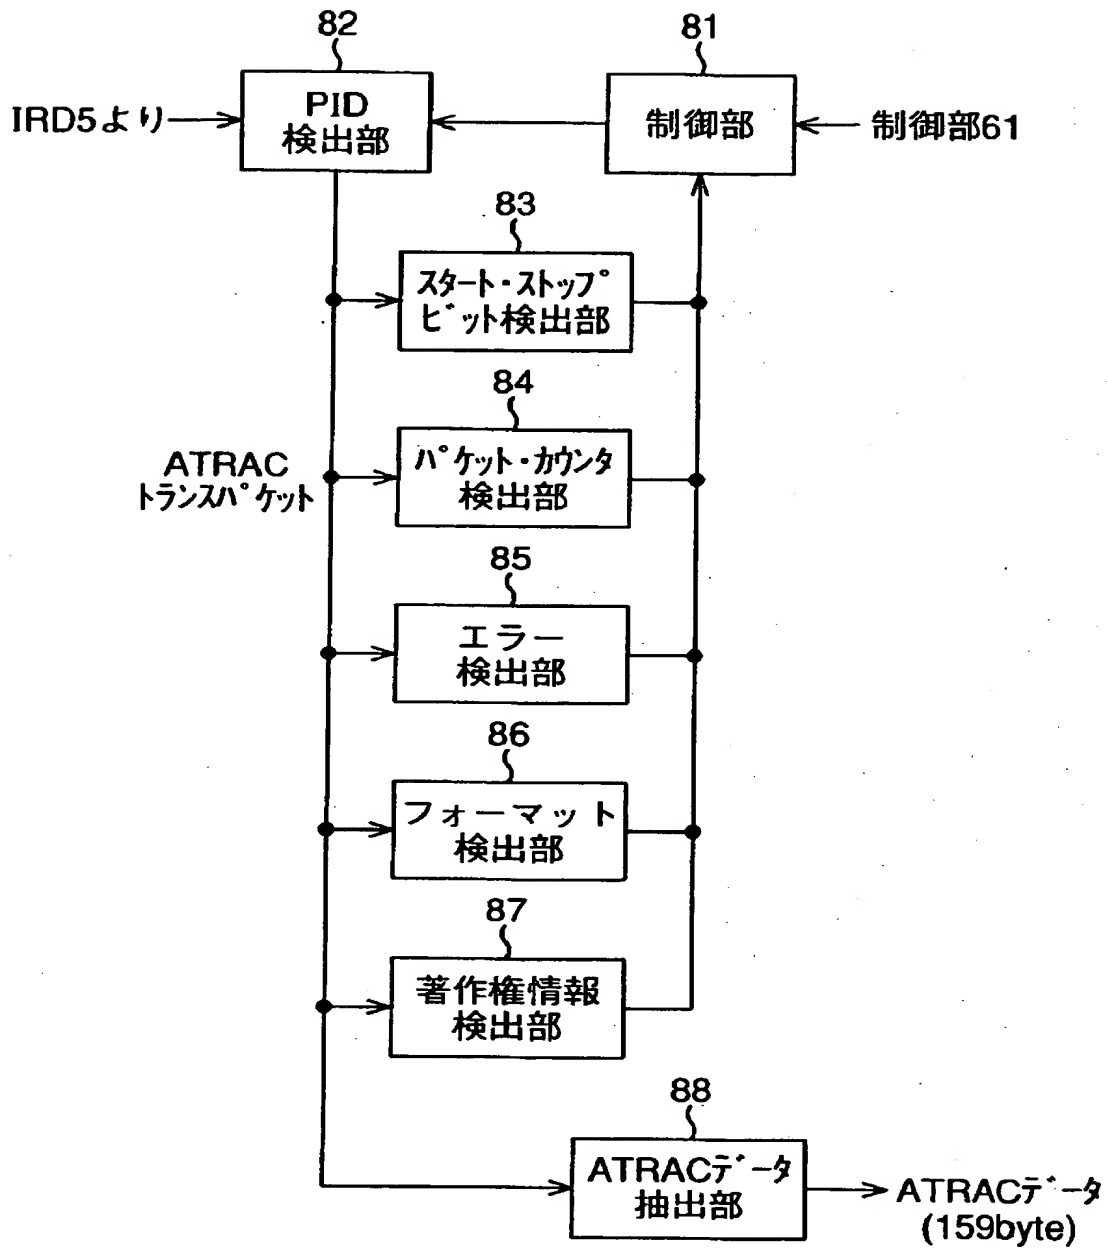 82
81
IRD5より
PID
検出部
制御部
制御部61
83
スタート・ストップ
ビット検出部
84
パケット・カウンタ
検出部
ATRAC
トランスパケット
85
エラー
検出部
86
フォーマット
検出部
87
著作権情報
検出部
88
ATRACデータ
抽出部
ATRACデータ
(159byte)